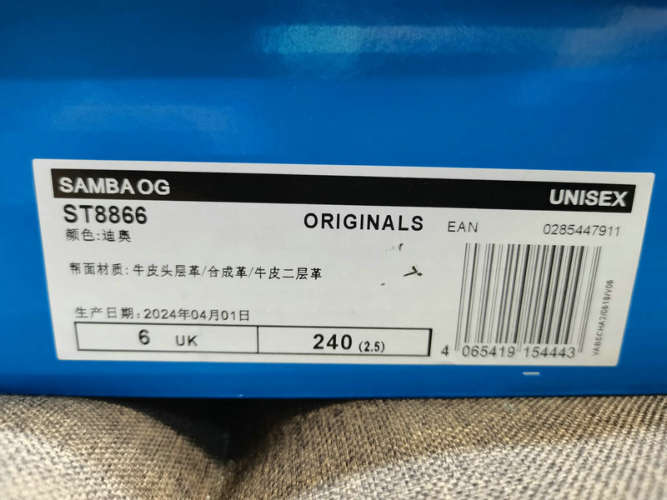 SAMBA OG
UNISEX
ST8866
ORIGINALS
EAN 0285447911
颜色:迪奥
帮面材质:牛皮头层革/合成革/牛皮二层革
生产日期:2024年04月01日
6 UK
240 (2.5)
4 065419 154443